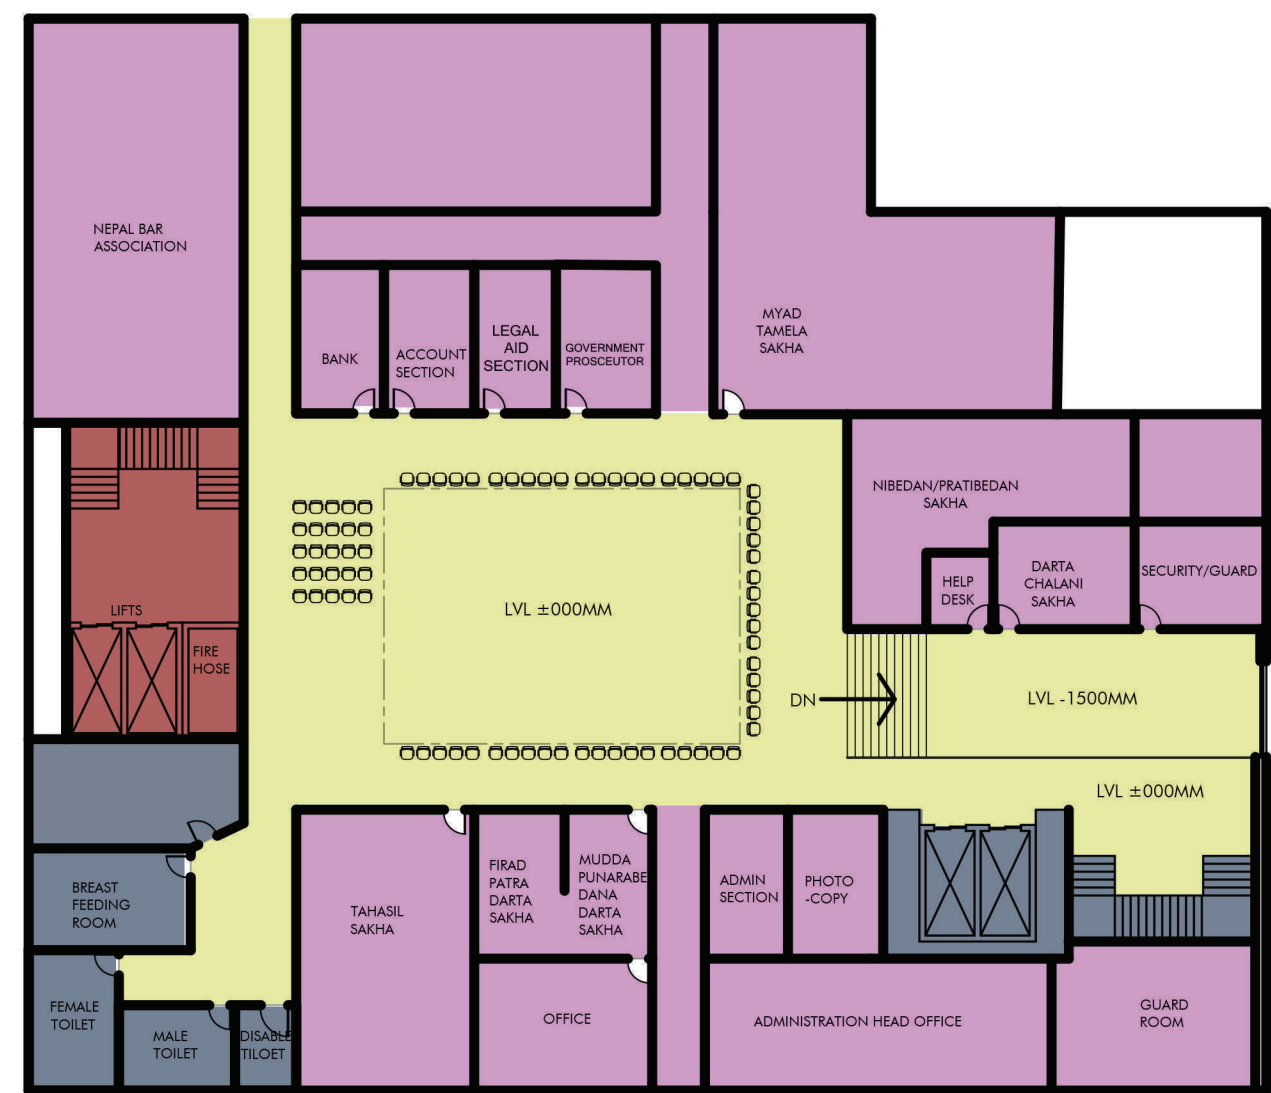 NEPAL BAR
ASSOCIATION
BANK
ACCOUNT
SECTION
LEGAL
AID
SECTION
GOVERNMENT
PROSCEUTOR
MYAD
TAMELA
SAKHA
NIBEDAN/PRATIBEDAN
SAKHA
HELP
DESK
DARTA
CHALANI
SAKHA
SECURITY/GUARD
LIFTS
FIRE
HOSE
LVL ±000MM
DN
LVL -1500MM
LVL ±000MM
BREAST
FEEDING
ROOM
FEMALE
TOILET
MALE
TOILET
DISABLE
TILOET
TAHASIL
SAKHA
FIRAD
PATRA
DARTA
SAKHA
MUDDA
PUNARABE
DANA
DARTA
SAKHA
OFFICE
ADMIN
SECTION
PHOTO
-COPY
ADMINISTRATION HEAD OFFICE
GUARD
ROOM